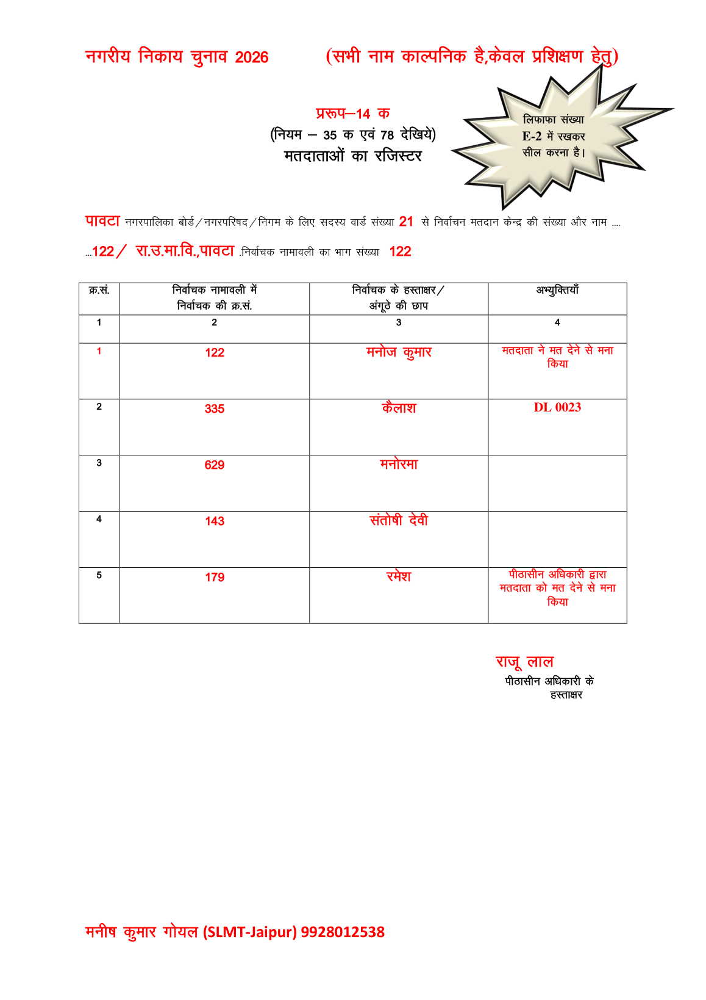 नगरीय निकाय चुनाव 2026 (सभी नाम काल्पनिक है,केवल प्रशिक्षण हेतु)
लिफाफा संख्या
E-2 में रखकर
सील करना है।
प्ररूप–14 क
(नियम – 35 क एवं 78 देखिये)
मतदाताओं का रजिस्टर
पावटा नगरपालिका बोर्ड/नगरपरिषद/निगम के लिए सदस्य वार्ड संख्या 21 से निर्वाचन मतदान केन्द्र की संख्या और नाम ....
...122/ रा.उ.मा.वि.,पावटा .निर्वाचक नामावली का भाग संख्या 122
क्र.सं. निर्वाचक नामावली में निर्वाचक के हस्ताक्षर/ अभ्युक्तियाँ
निर्वाचक की क्र.सं. अंगूठे की छाप
1 2 3 4
1 122 मनोज कुमार मतदाता ने मत देने से मना
किया
2 335 कैलाश DL 0023
3 629 मनोरमा
4 143 संतोषी देवी
5 179 रमेश पीठासीन अधिकारी द्वारा
मतदाता को मत देने से मना
किया
राजू लाल
पीठासीन अधिकारी के
हस्ताक्षर
मनीष कुमार गोयल (SLMT-Jaipur) 9928012538